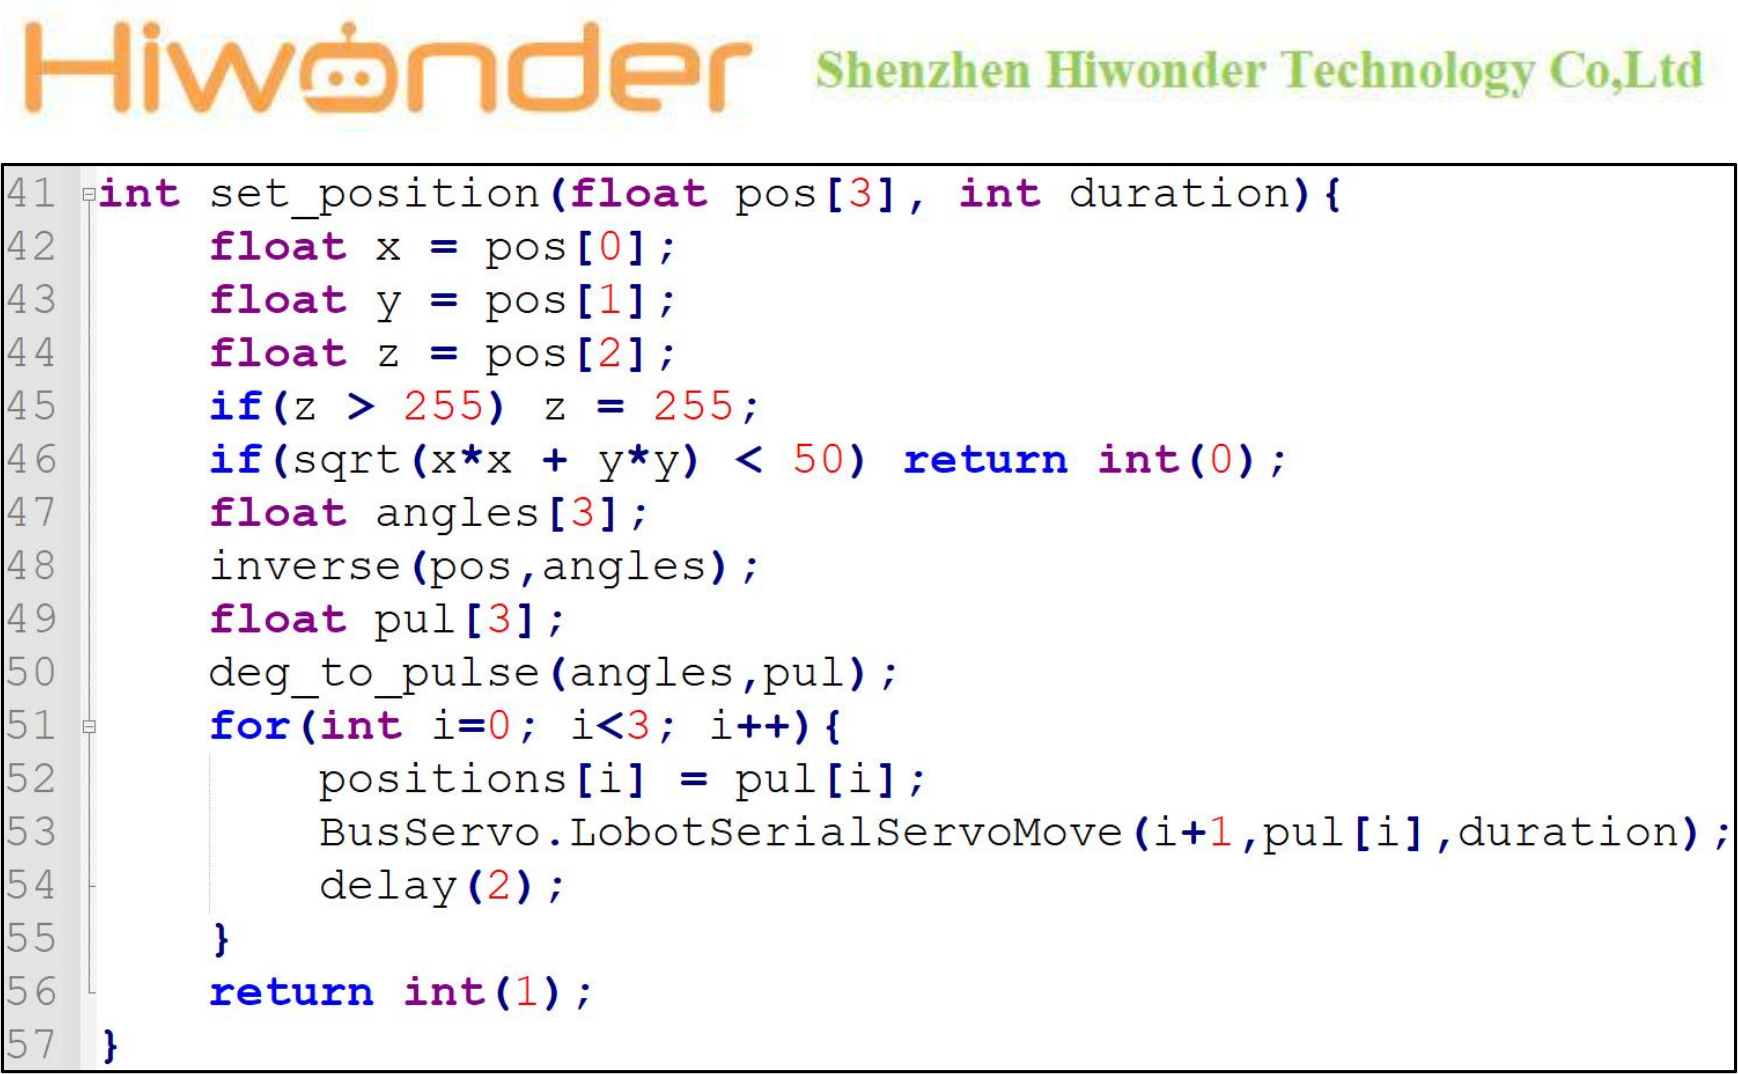 Hiwonder Shenzhen Hiwonder Technology Co,Ltd
41 int set_position(float pos[3], int duration){
42 float x = pos[0];
43 float y = pos[1];
44 float z = pos[2];
45 if(z > 255) z = 255;
46 if(sqrt(x*x + y*y) < 50) return int(0);
47 float angles[3];
48 inverse(pos,angles);
49 float pul[3];
50 deg_to_pulse(angles,pul);
51 for(int i=0; i<3; i++){
52 positions[i] = pul[i];
53 BusServo.LobotSerialServoMove(i+1,pul[i],duration);
54 delay(2);
55 }
56 return int(1);
57 }